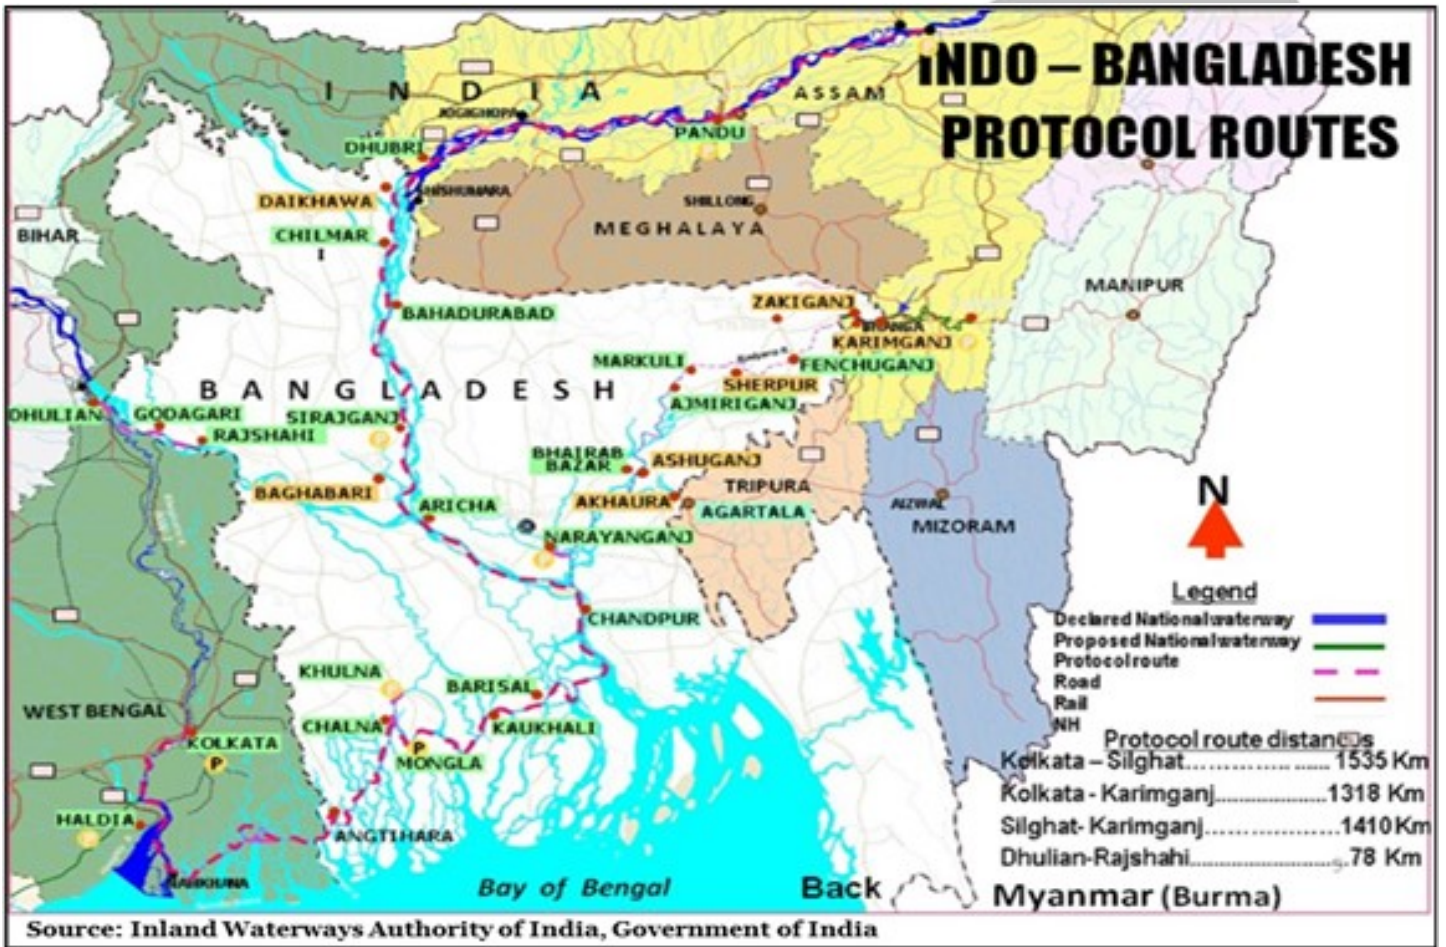 INDO – BANGLADESH
PROTOCOL ROUTES
I N D I A
ASSAM
JOGIGHOPA
PANDU
DHUBRI
SHISHUMARA
DAIKHAWA
SHILLONG
CHILMAR
I
MEGHALAYA
BIHAR
MANIPUR
BAHADURABAD
ZAKIGANJ
BHANGA
KARIMGANJ
MARKULI
FENCHUGANJ
SHERPUR
B A N G L A D E S H
AJMIRIGANJ
DHULIAN
GODAGARI
SIRAJGANJ
RAJSHAHI
BHAIRAB
BAZAR
ASHUGANJ
TRIPURA
BAGHABARI
AKHAURA
AGARTALA
ARICHA
AIZWAL
MIZORAM
NARAYANGANJ
N
CHANDPUR
Legend
Declared National waterway
Proposed National waterway
Protocol route
Road
Rail
NH
KHULNA
BARISAL
CHALNA
KAUKHALI
WEST BENGAL
KOLKATA
P
P
MONGLA
HALDIA
ANGTIHARA
NAMKHANA
Protocol route distances
Kolkata – Silghat.................... 1535 Km
Kolkata - Karimganj.....................1318 Km
Silghat- Karimganj.....................1410 Km
Dhulian-Rajshahi..........................78 Km
Bay of Bengal
Back
Myanmar (Burma)
Source: Inland Waterways Authority of India, Government of India